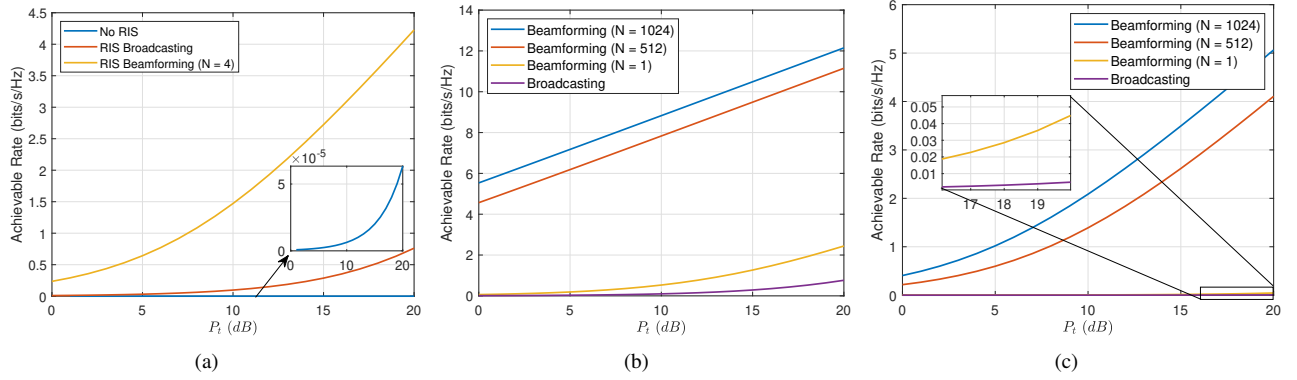 4.5
4
3.5
3
2.5
2
1.5
1
0.5
0
0 5 10 15 20
Achievable Rate (bits/s/Hz)
P_t (dB)
No RIS
RIS Broadcasting
RIS Beamforming (N = 4)
×10^-5
5
0
0 10 20
(a)
14
12
10
8
6
4
2
0
0 5 10 15 20
Achievable Rate (bits/s/Hz)
P_t (dB)
Beamforming (N = 1024)
Beamforming (N = 512)
Beamforming (N = 1)
Broadcasting
(b)
6
5
4
3
2
1
0
0 5 10 15 20
Achievable Rate (bits/s/Hz)
P_t (dB)
Beamforming (N = 1024)
Beamforming (N = 512)
Beamforming (N = 1)
Broadcasting
0.05
0.04
0.03
0.02
0.01
17 18 19
(c)